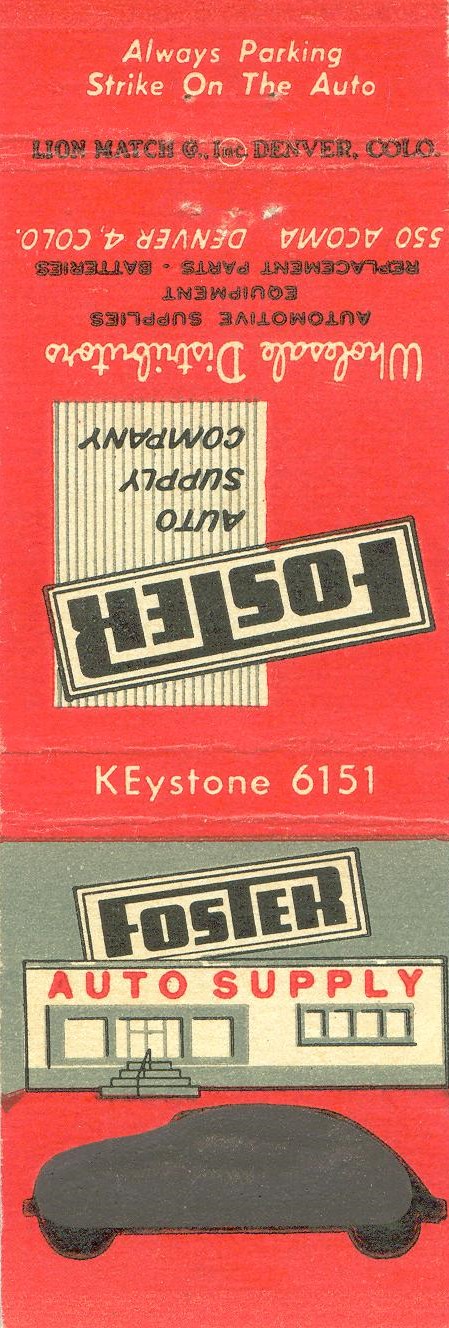 Always Parking
Strike On The Auto
LION MATCH Co., Inc. DENVER, COLO.
FOSTER
AUTO
SUPPLY
COMPANY
Wholesale Distributors
AUTOMOTIVE SUPPLIES
EQUIPMENT
REPLACEMENT PARTS - BATTERIES
550 ACOMA DENVER 4, COLO.
KEystone 6151
FOSTER
AUTO SUPPLY